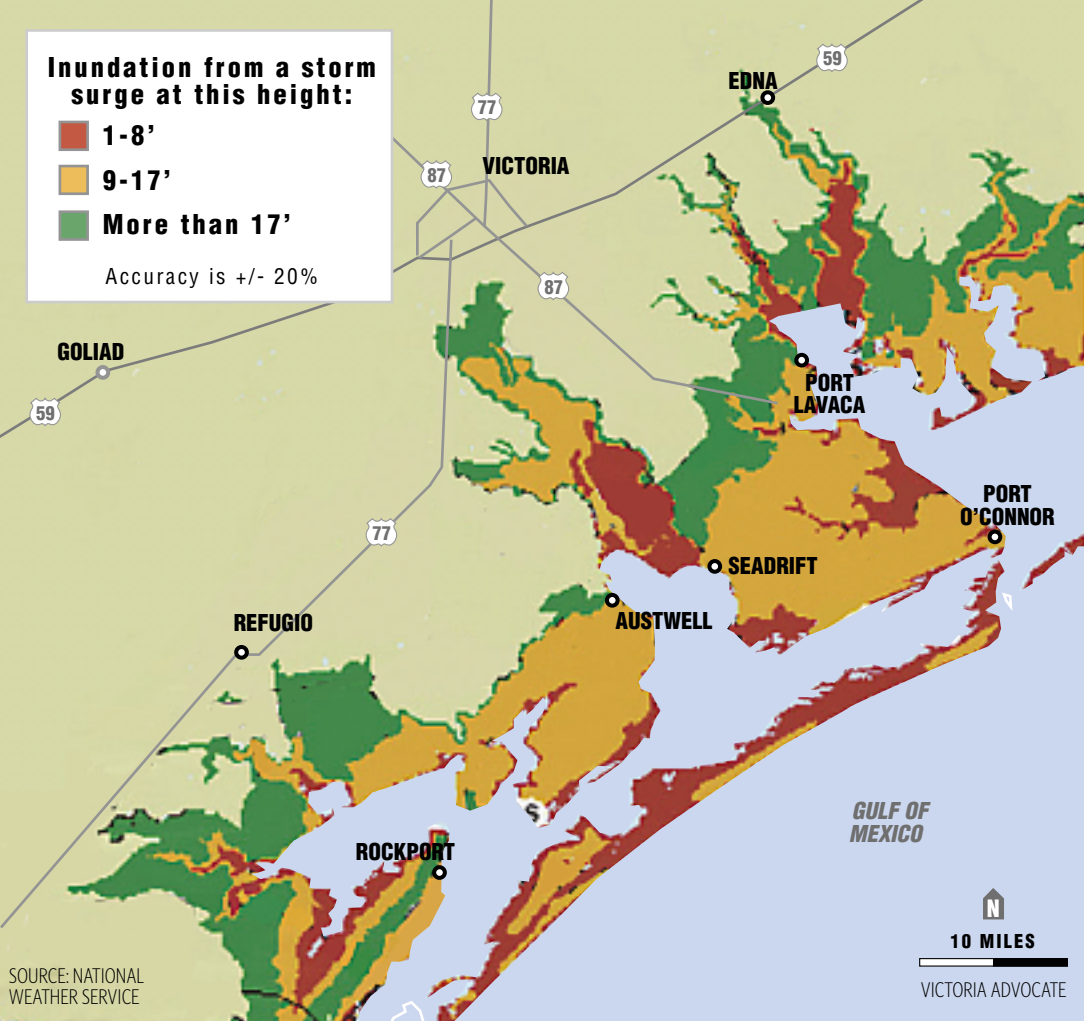 Inundation from a storm
surge at this height:
1-8’
9-17’
More than 17’
Accuracy is +/- 20%
EDNA
59
77
VICTORIA
87
87
GOLIAD
59
PORT
LAVACA
PORT
O’CONNOR
77
SEADRIFT
AUSTWELL
REFUGIO
S
GULF OF
MEXICO
ROCKPORT
N
10 MILES
SOURCE: NATIONAL
WEATHER SERVICE
VICTORIA ADVOCATE